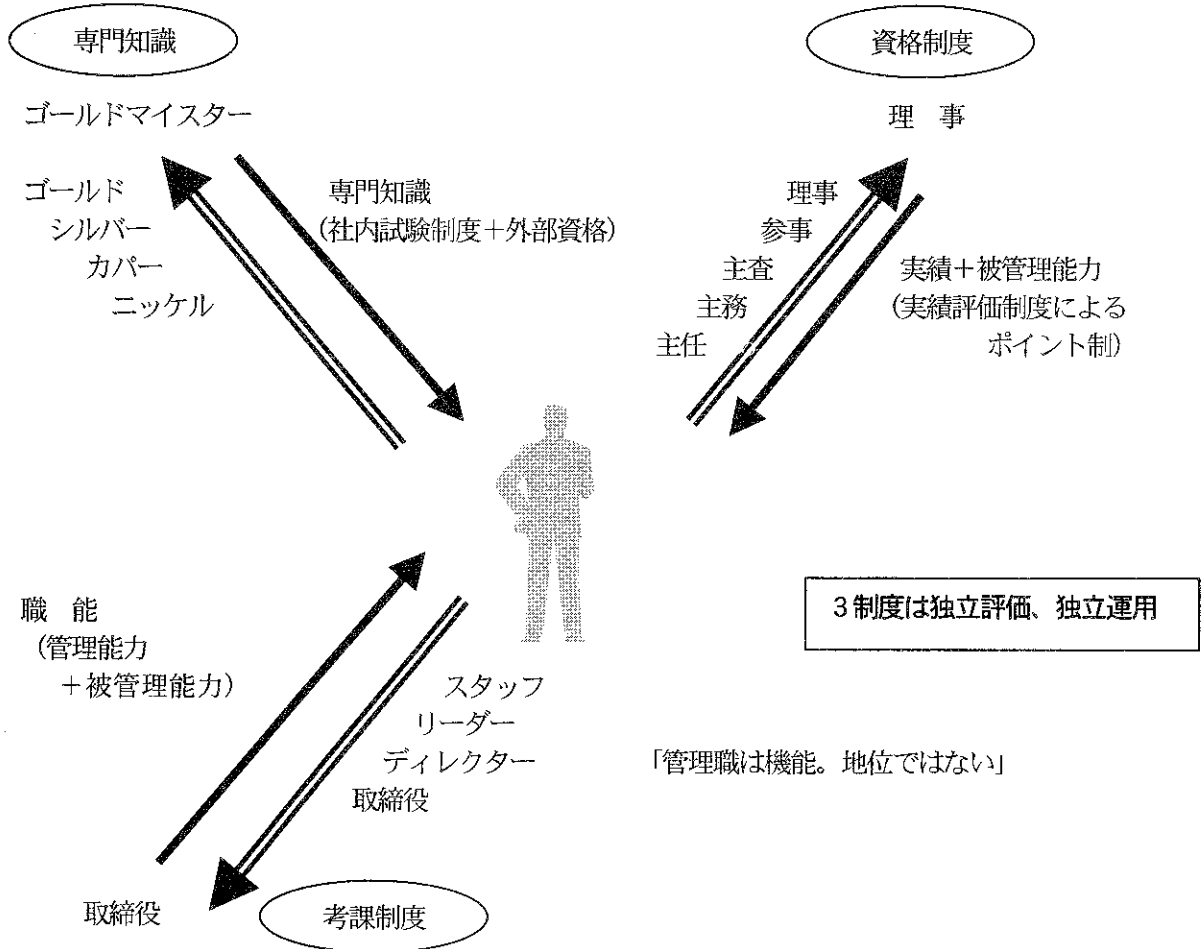 専門知識
ゴールドマイスター
ゴールド
シルバー
カパー
ニッケル
専門知識
(社内試験制度＋外部資格)
資格制度
理　事
理事
参事
主査
主務
主任
実績＋被管理能力
(実績評価制度による
ポイント制)
職　能
(管理能力
＋被管理能力)
スタッフ
リーダー
ディレクター
取締役
取締役
考課制度
3制度は独立評価、独立運用
「管理職は機能。地位ではない」